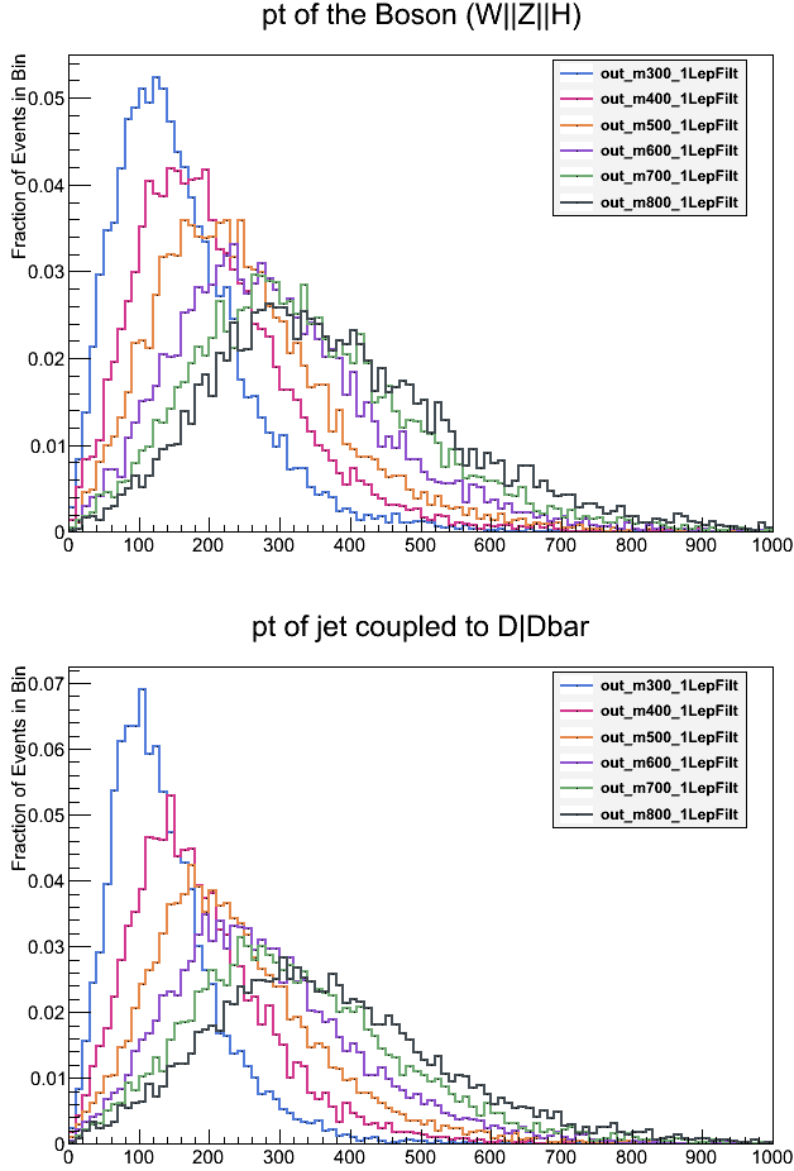 pt of the Boson (W||Z||H)
Fraction of Events in Bin
0.05
0.04
0.03
0.02
0.01
0
out_m300_1LepFilt
out_m400_1LepFilt
out_m500_1LepFilt
out_m600_1LepFilt
out_m700_1LepFilt
out_m800_1LepFilt
0 100 200 300 400 500 600 700 800 900 1000
pt of jet coupled to D|Dbar
Fraction of Events in Bin
0.07
0.06
0.05
0.04
0.03
0.02
0.01
0
out_m300_1LepFilt
out_m400_1LepFilt
out_m500_1LepFilt
out_m600_1LepFilt
out_m700_1LepFilt
out_m800_1LepFilt
0 100 200 300 400 500 600 700 800 900 1000